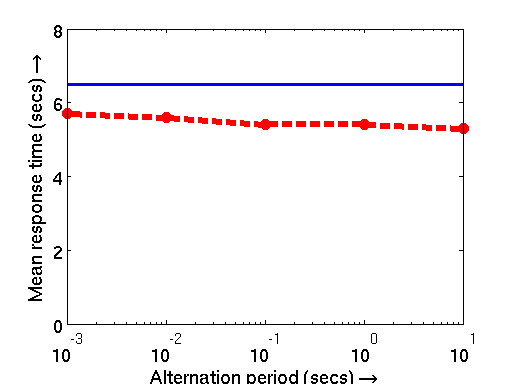 8
6
4
2
0
Mean response time (secs) →
10^-3 10^-2 10^-1 10^0 10^1
Alternation period (secs) →